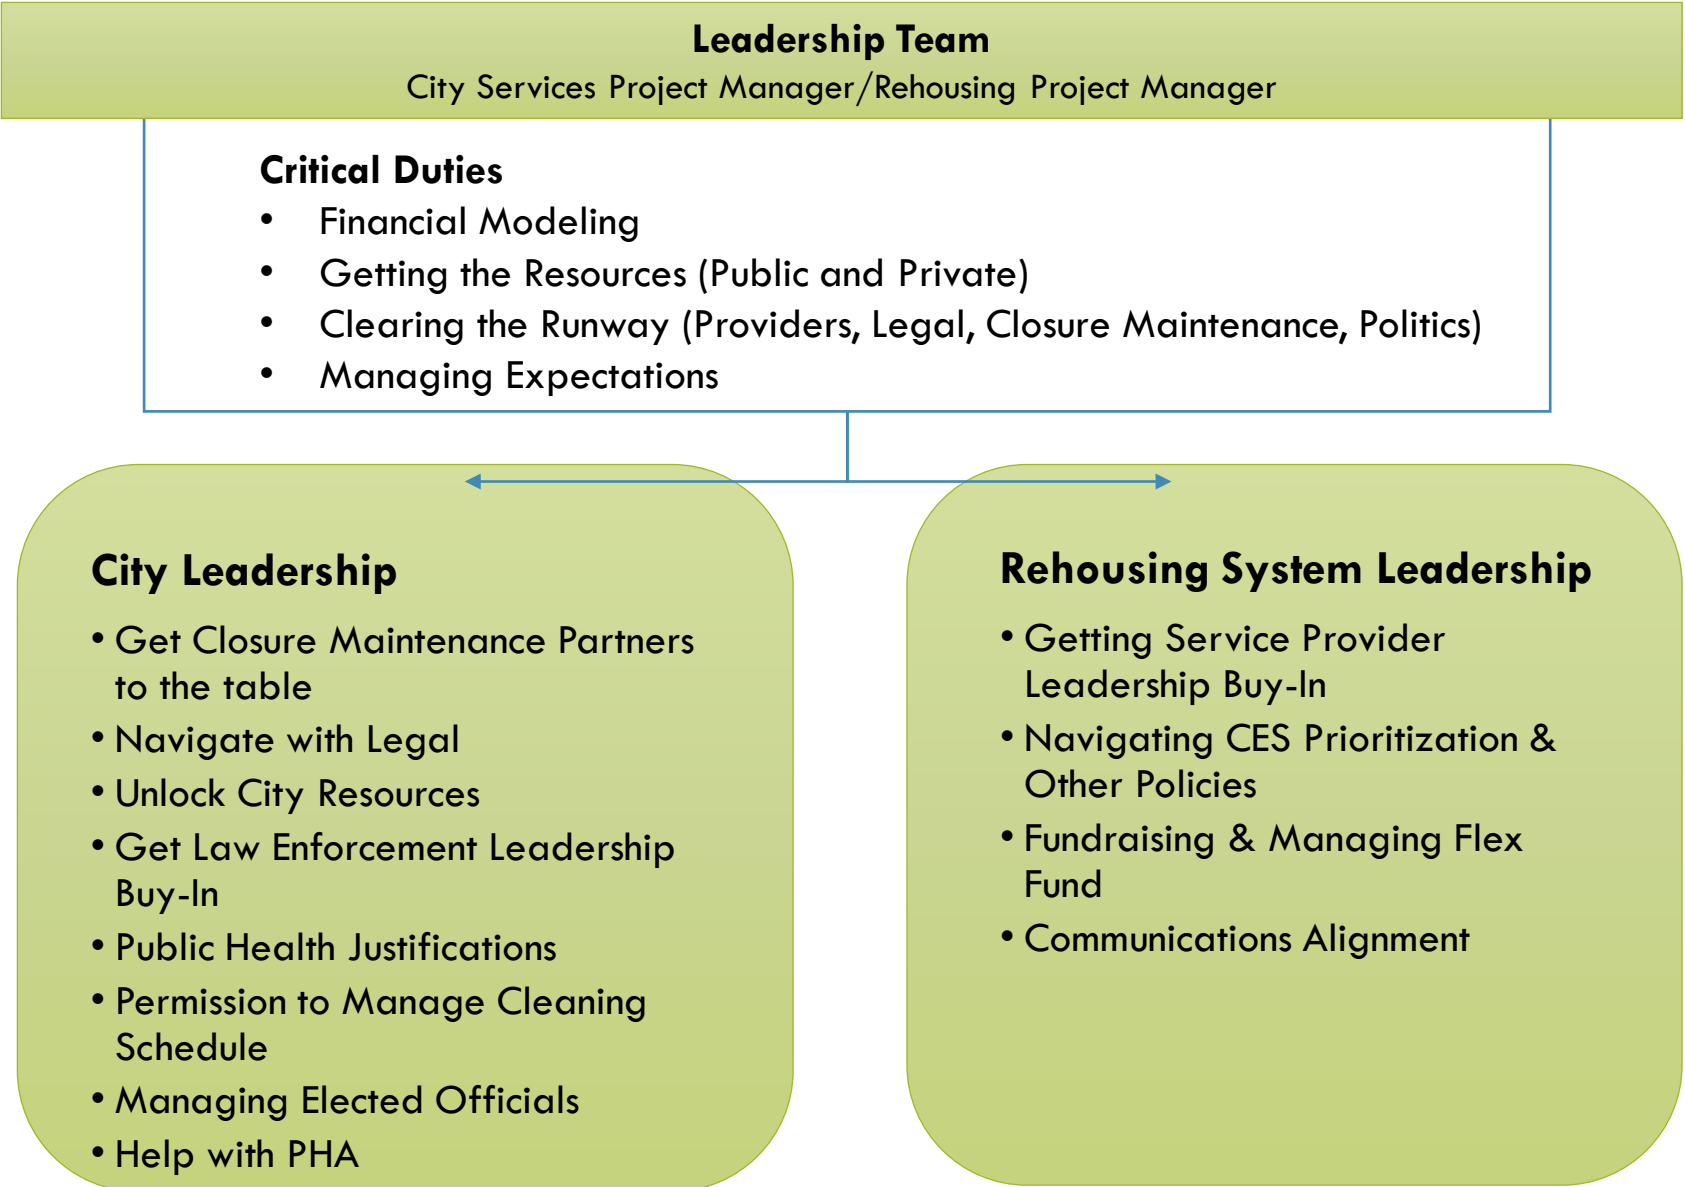 Leadership Team
City Services Project Manager/Rehousing Project Manager
Critical Duties
• Financial Modeling
• Getting the Resources (Public and Private)
• Clearing the Runway (Providers, Legal, Closure Maintenance, Politics)
• Managing Expectations
City Leadership
• Get Closure Maintenance Partners
to the table
• Navigate with Legal
• Unlock City Resources
• Get Law Enforcement Leadership
Buy-In
• Public Health Justifications
• Permission to Manage Cleaning
Schedule
• Managing Elected Officials
• Help with PHA
Rehousing System Leadership
• Getting Service Provider
Leadership Buy-In
• Navigating CES Prioritization &
Other Policies
• Fundraising & Managing Flex
Fund
• Communications Alignment